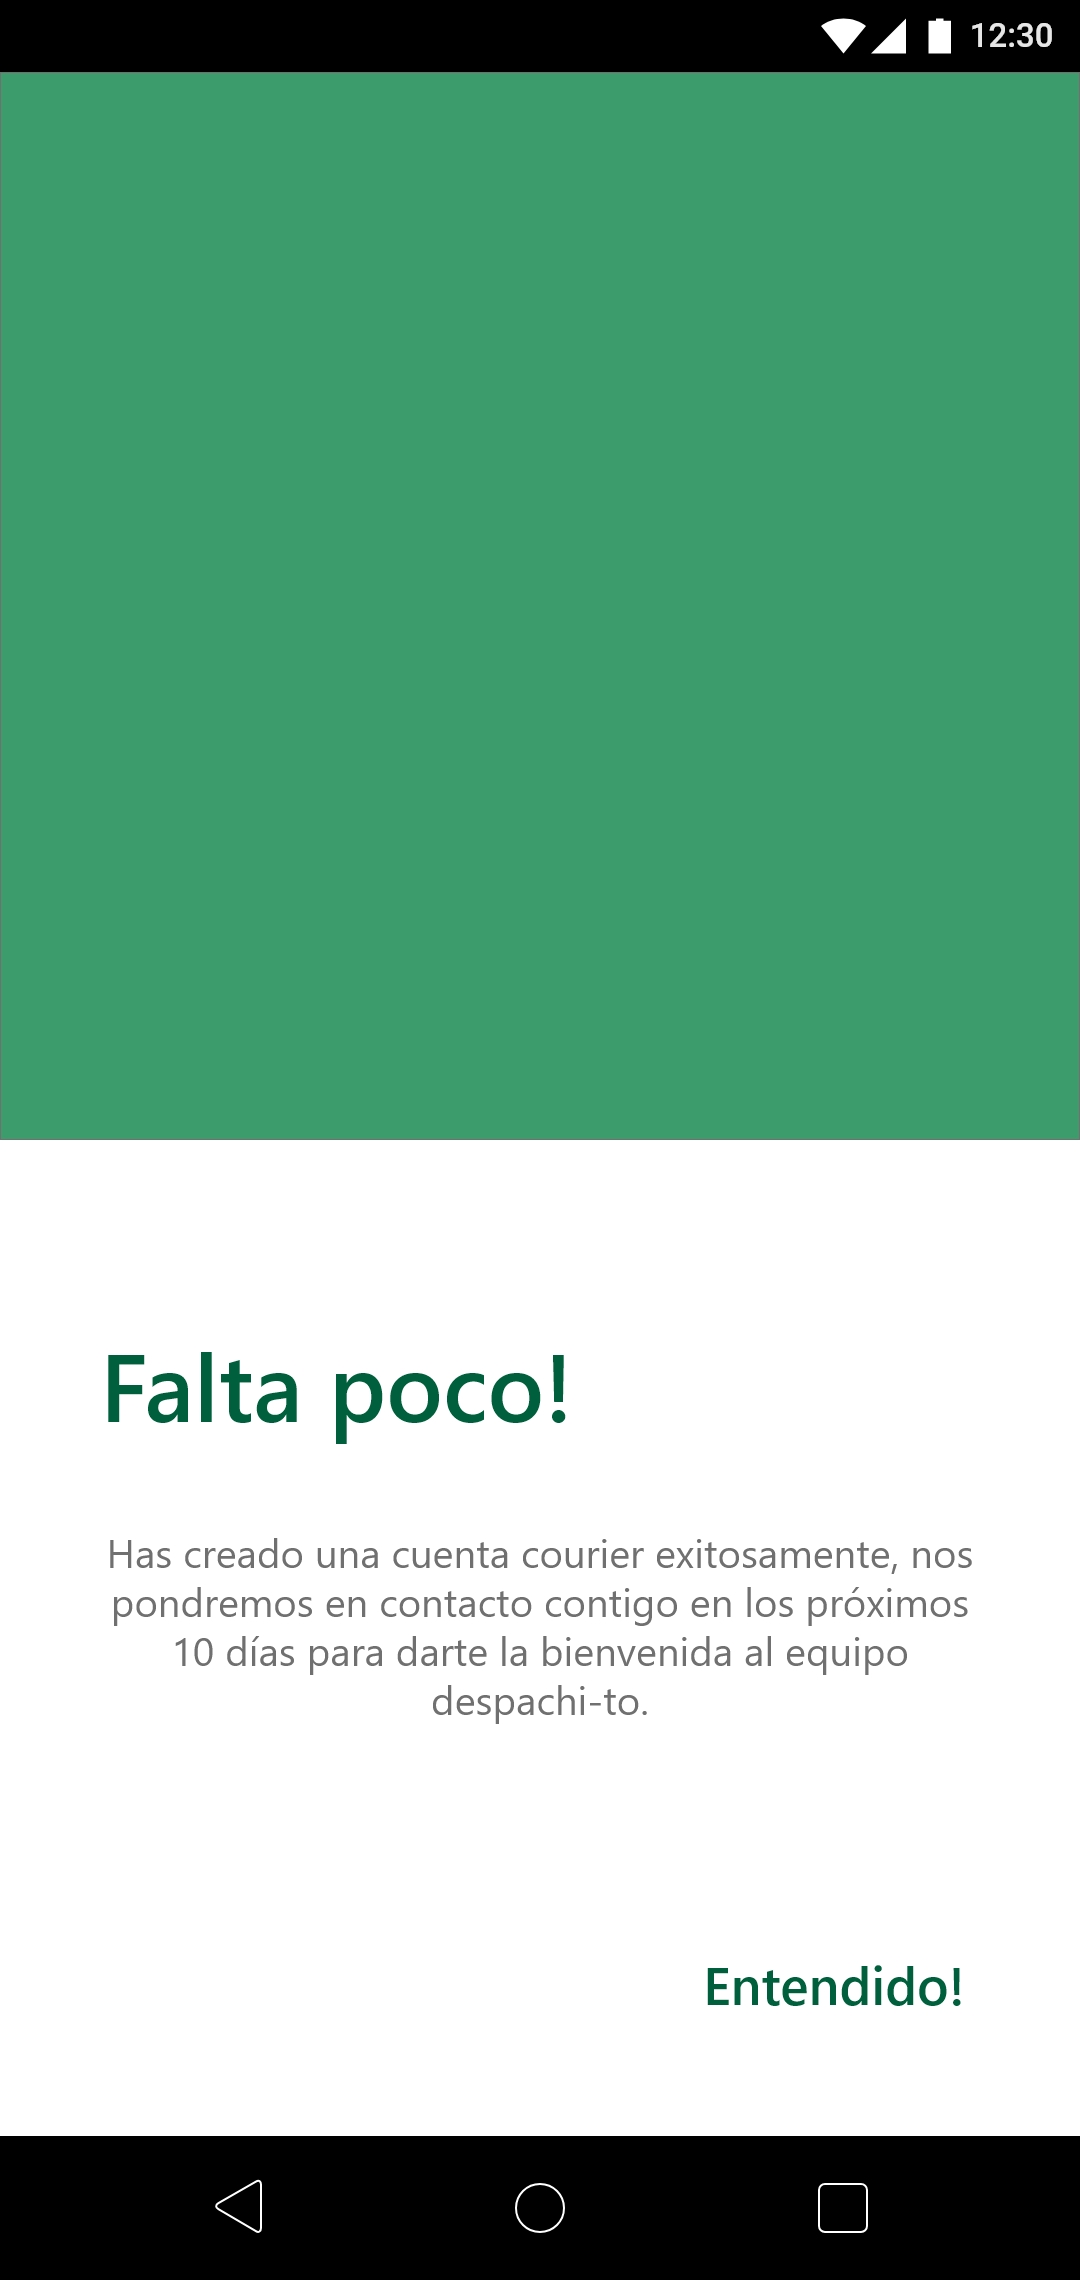 12:30
Falta poco!
Has creado una cuenta courier exitosamente, nos
pondremos en contacto contigo en los próximos
10 días para darte la bienvenida al equipo
despachi-to.
Entendido!